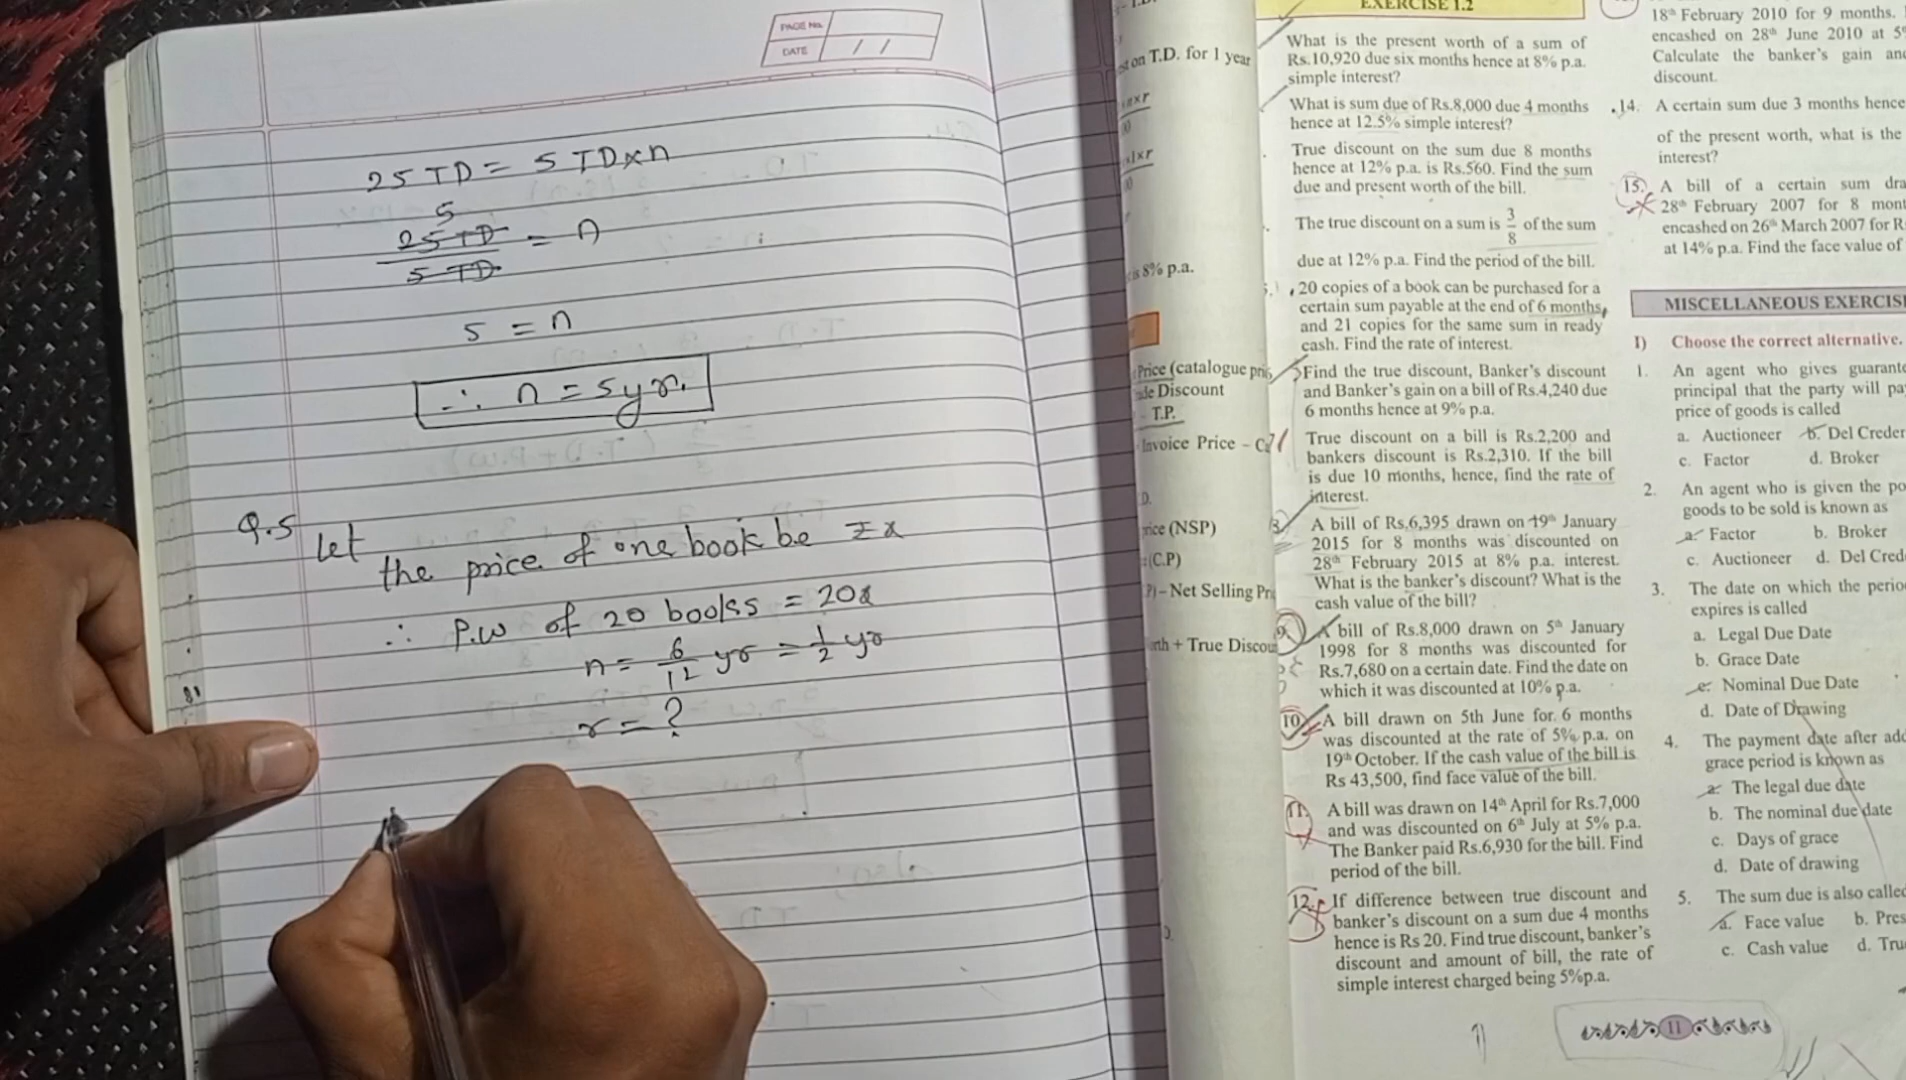 PAGE No.
DATE / /
25 TD = 5 TD×n
5
25 TD
5 TD
= n
5 = n
∴ n = 5yr.
Q.5 let
the price of one book be ₹ x
∴ P.W of 20 books = 20x
n = 6/12 yr = 1/2 yr
r = ?
on T.D. for 1 year
is 8% p.a.
Price (catalogue
Discount
- T.P.
Invoice Price -
(NSP)
(C.P)
- Net Selling
+ True
EXERCISE 1.2
What is the present worth of a sum of
Rs.10,920 due six months hence at 8% p.a.
simple interest?
What is sum due of Rs.8,000 due 4 months
hence at 12.5% simple interest?
True discount on the sum due 8 months
hence at 12% p.a. is Rs.560. Find the sum
due and present worth of the bill.
The true discount on a sum is 3/8 of the sum
due at 12% p.a. Find the period of the bill.
20 copies of a book can be purchased for a
certain sum payable at the end of 6 months,
and 21 copies for the same sum in ready
cash. Find the rate of interest.
Find the true discount, Banker's discount
and Banker's gain on a bill of Rs.4,240 due
6 months hence at 9% p.a.
True discount on a bill is Rs.2,200 and
bankers discount is Rs.2,310. If the bill
is due 10 months, hence, find the rate of
interest.
A bill of Rs.6,395 drawn on 19th January
2015 for 8 months was discounted on
28th February 2015 at 8% p.a. interest.
What is the banker's discount? What is the
cash value of the bill?
9. A bill of Rs.8,000 drawn on 5th January
1998 for 8 months was discounted for
Rs.7,680 on a certain date. Find the date on
which it was discounted at 10% p.a.
10. A bill drawn on 5th June for 6 months
was discounted at the rate of 5% p.a. on
19th October. If the cash value of the bill is
Rs 43,500, find face value of the bill.
11. A bill was drawn on 14th April for Rs.7,000
and was discounted on 6th July at 5% p.a.
The Banker paid Rs.6,930 for the bill. Find
period of the bill.
12. If difference between true discount and
banker's discount on a sum due 4 months
hence is Rs 20. Find true discount, banker's
discount and amount of bill, the rate of
simple interest charged being 5%p.a.
18th February 2010 for 9 months.
encashed on 28th June 2010 at
Calculate the banker's gain
discount.
14. A certain sum due 3 months hence
of the present worth, what is the
interest?
15. A bill of a certain sum
28th February 2007 for 8
encashed on 26th March 2007 for
at 14% p.a. Find the face value of
MISCELLANEOUS
I) Choose the correct alternative.
1. An agent who gives
principal that the party will
price of goods is called
a. Auctioneer b. Del
c. Factor d. Broker
2. An agent who is given the
goods to be sold is known as
a. Factor b. Broker
c. Auctioneer d. Del
3. The date on which the
expires is called
a. Legal Due Date
b. Grace Date
c. Nominal Due Date
d. Date of Drawing
4. The payment date after
grace period is known as
a. The legal due date
b. The nominal due date
c. Days of grace
d. Date of drawing
5. The sum due is also
a. Face value b.
c. Cash value d.
11